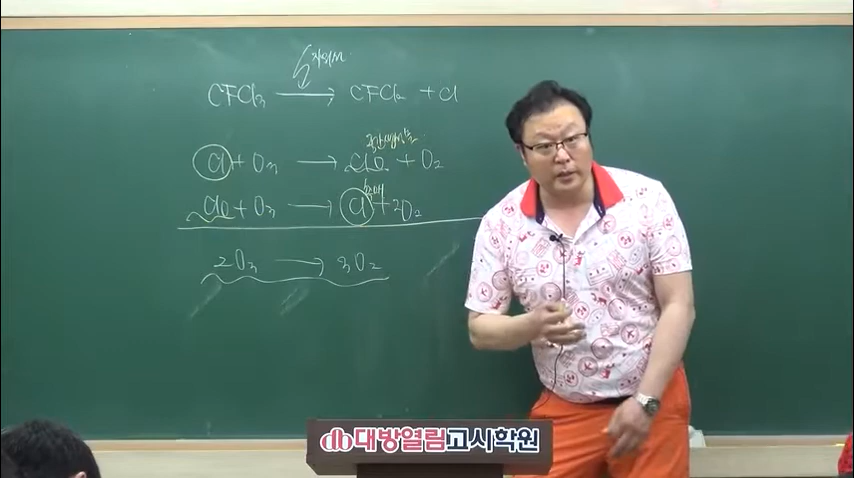 자외선
CFCl₃ → CFCl₂ + Cl
중간생성물
Cl + O₃ → ClO + O₂
촉매
ClO + O₃ → Cl + 2O₂
2O₃ → 3O₂
대방열림고시학원